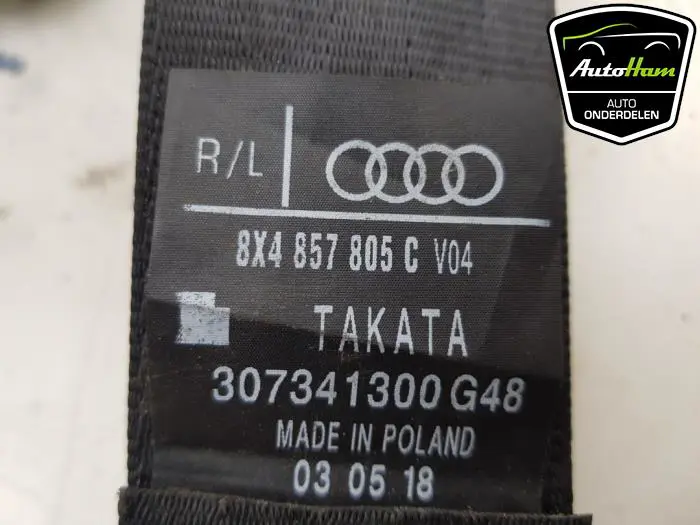 AutoHam
AUTO
ONDERDELEN
R/L
8X4 857 805 C V04
TAKATA
307341300 G48
MADE IN POLAND
03 05 18